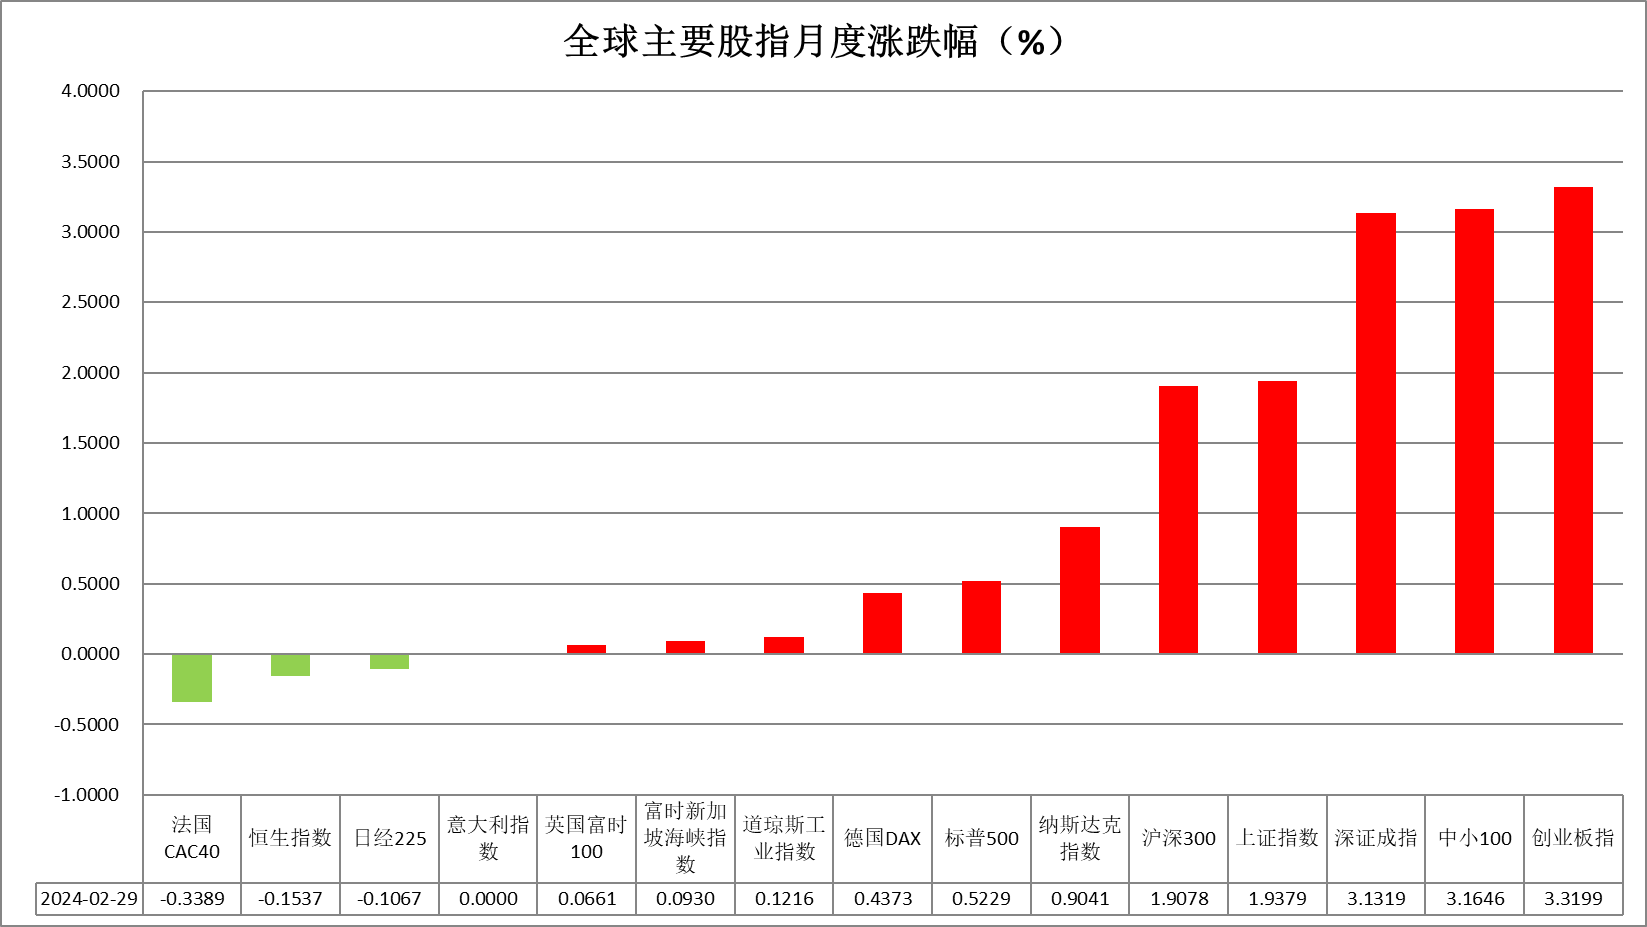 全球主要股指月度涨跌幅（%）
4.0000
3.5000
3.0000
2.5000
2.0000
1.5000
1.0000
0.5000
0.0000
-0.5000
-1.0000
法国
CAC40
恒生指数
日经225
意大利指
数
英国富时
100
富时新加
坡海峡指
数
道琼斯工
业指数
德国DAX
标普500
纳斯达克
指数
沪深300
上证指数
深证成指
中小100
创业板指
2024-02-29 -0.3389 -0.1537 -0.1067 0.0000 0.0661 0.0930 0.1216 0.4373 0.5229 0.9041 1.9078 1.9379 3.1319 3.1646 3.3199